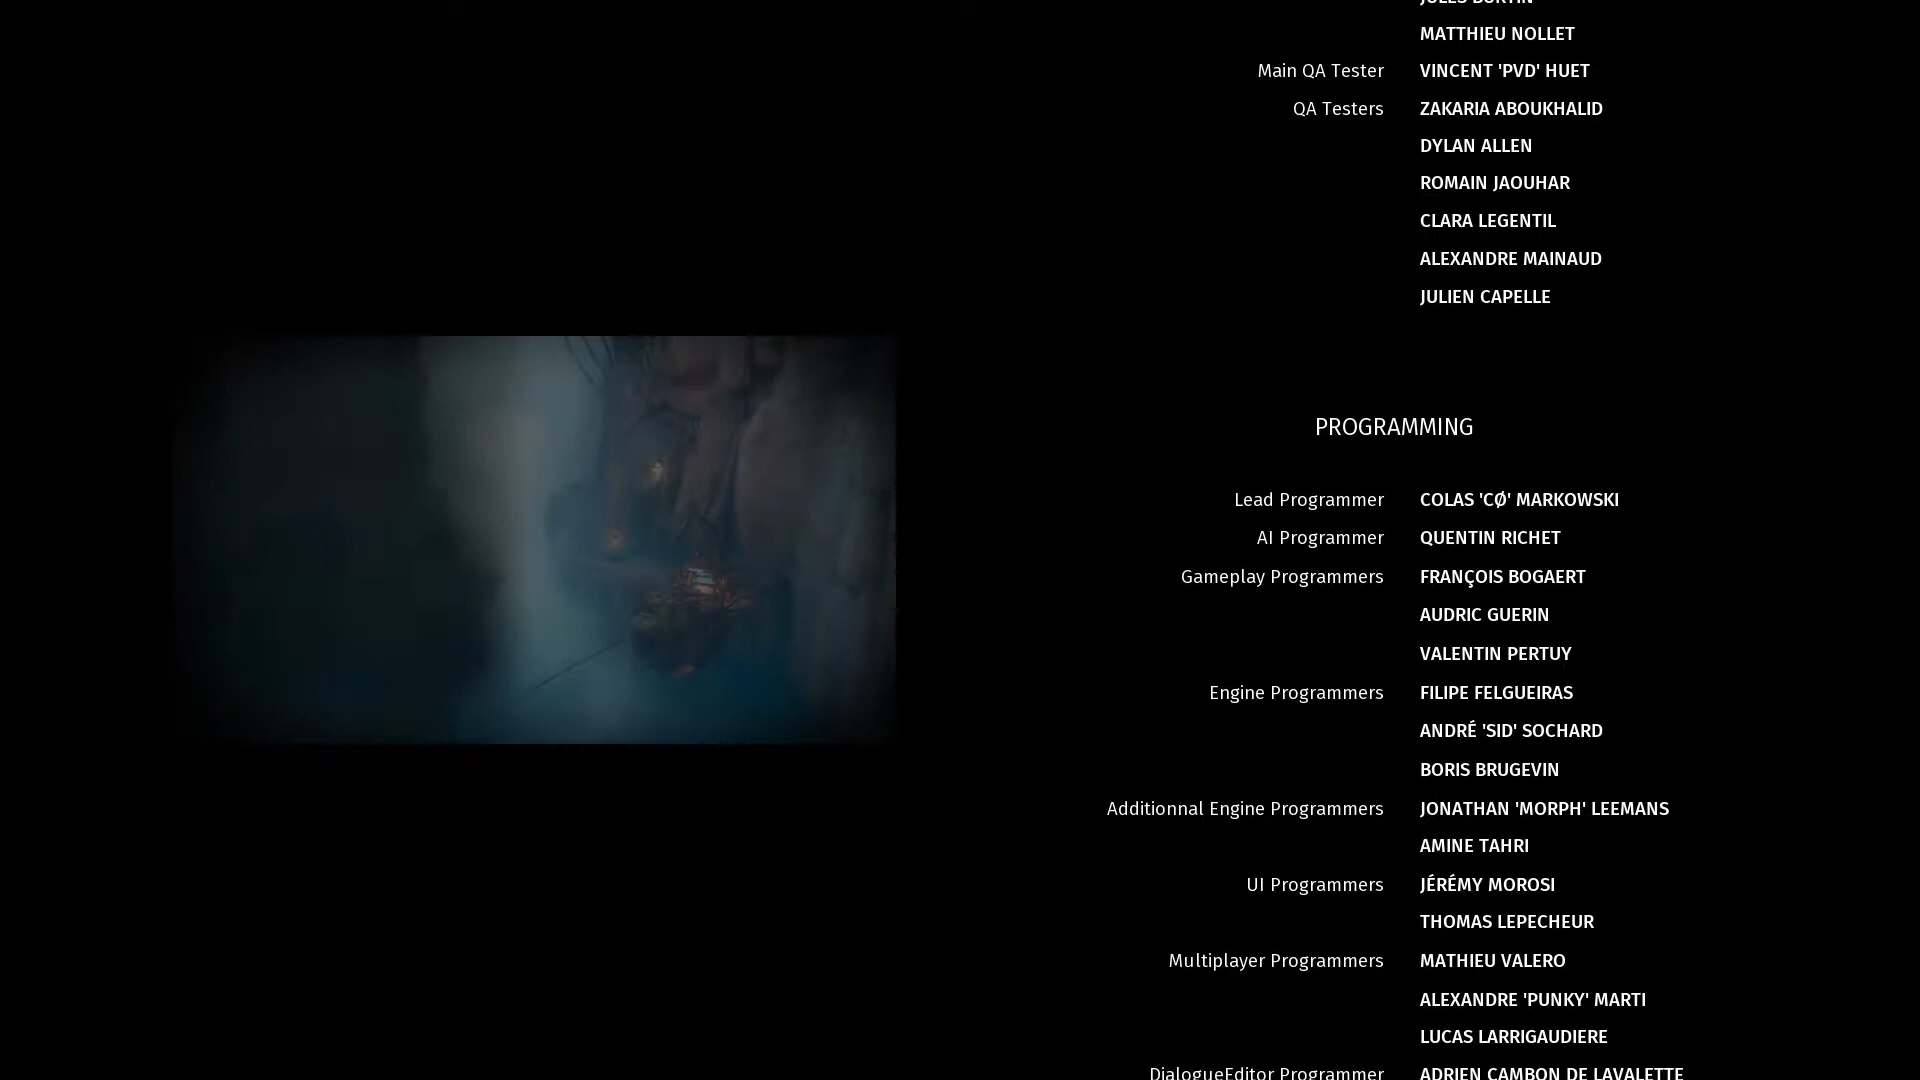 JULES BURTIN
MATTHIEU NOLLET
Main QA Tester VINCENT 'PVD' HUET
QA Testers ZAKARIA ABOUKHALID
DYLAN ALLEN
ROMAIN JAOUHAR
CLARA LEGENTIL
ALEXANDRE MAINAUD
JULIEN CAPELLE
PROGRAMMING
Lead Programmer COLAS 'CØ' MARKOWSKI
AI Programmer QUENTIN RICHET
Gameplay Programmers FRANÇOIS BOGAERT
AUDRIC GUERIN
VALENTIN PERTUY
Engine Programmers FILIPE FELGUEIRAS
ANDRÉ 'SID' SOCHARD
BORIS BRUGEVIN
Additionnal Engine Programmers JONATHAN 'MORPH' LEEMANS
AMINE TAHRI
UI Programmers JÉRÉMY MOROSI
THOMAS LEPECHEUR
Multiplayer Programmers MATHIEU VALERO
ALEXANDRE 'PUNKY' MARTI
LUCAS LARRIGAUDIERE
DialogueEditor Programmer ADRIEN CAMBON DE LAVALETTE